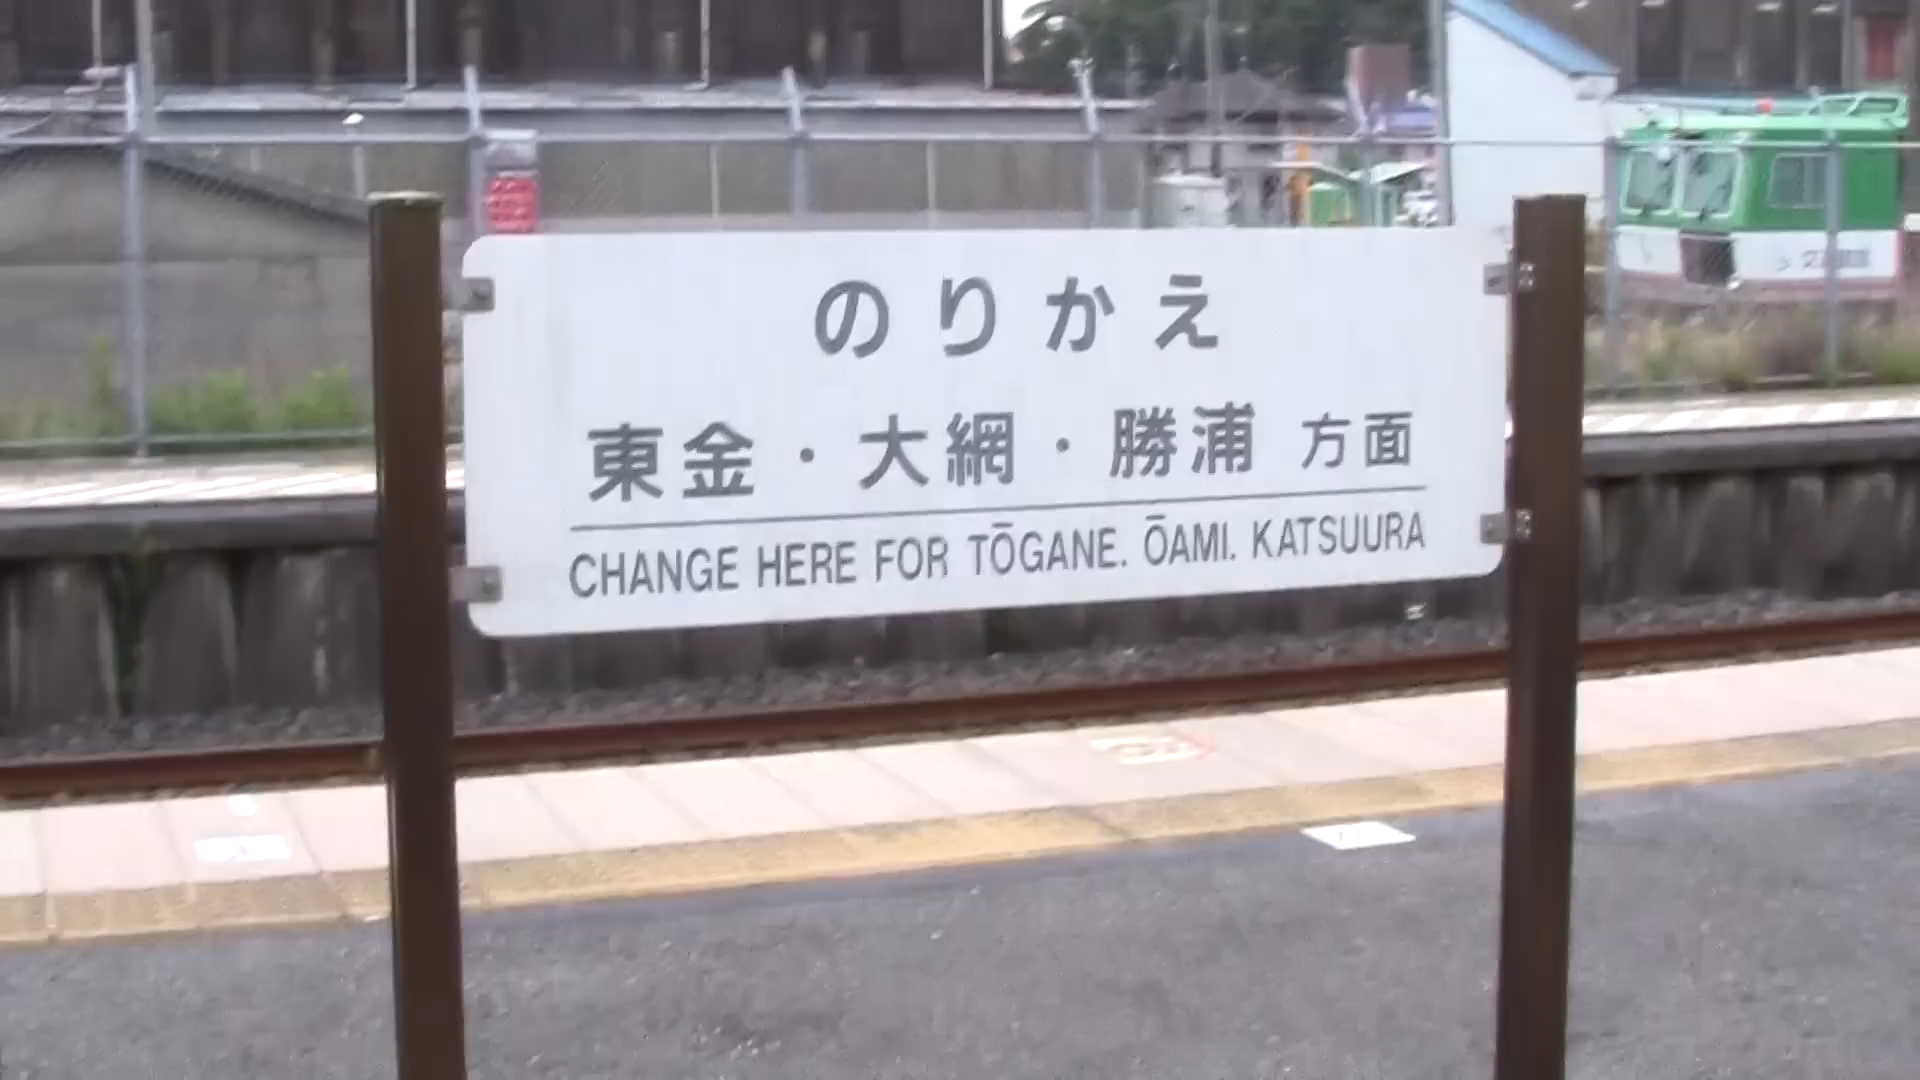 のりかえ
東金・大網・勝浦 方面
CHANGE HERE FOR TŌGANE. ŌAMI. KATSUURA